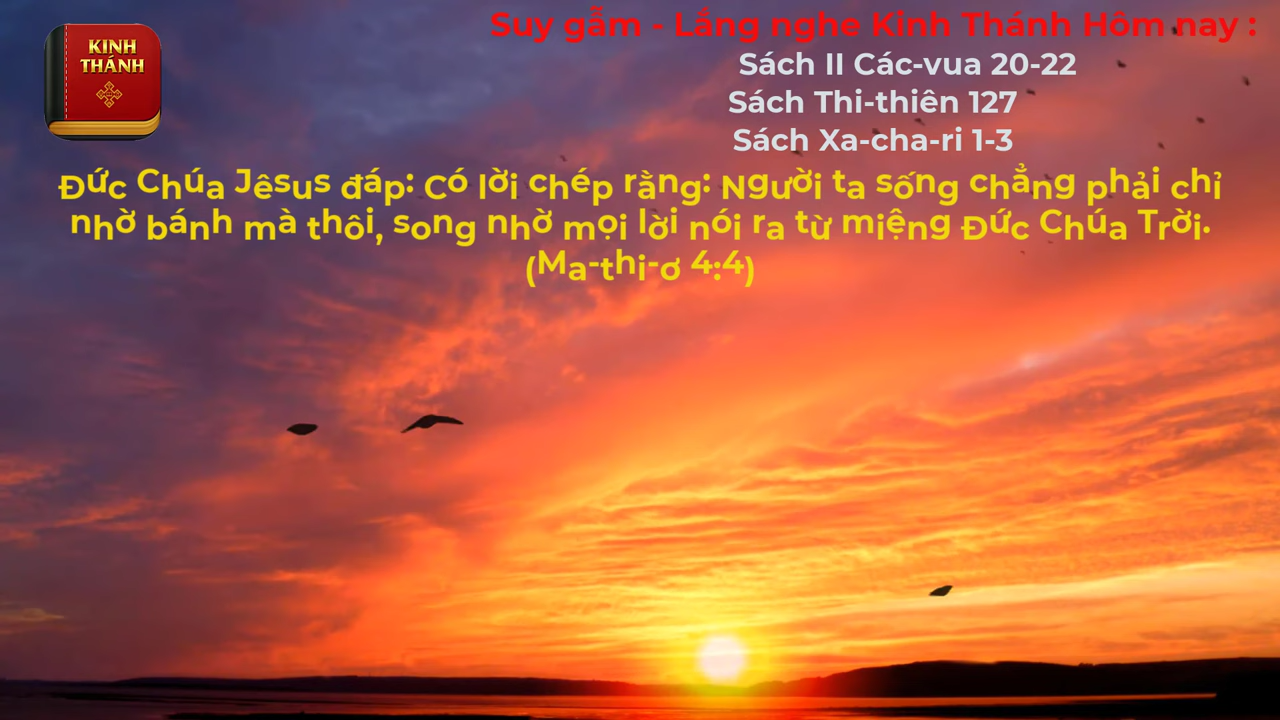 Suy gẫm - Lắng nghe Kinh Thánh Hôm nay :
KINH
THÁNH
Sách II Các-vua 20-22
Sách Thi-thiên 127
Sách Xa-cha-ri 1-3
Đức Chúa Jêsus đáp: Có lời chép rằng: Người ta sống chẳng phải chỉ
nhờ bánh mà thôi, song nhờ mọi lời nói ra từ miệng Đức Chúa Trời.
(Ma-thi-ơ 4:4)